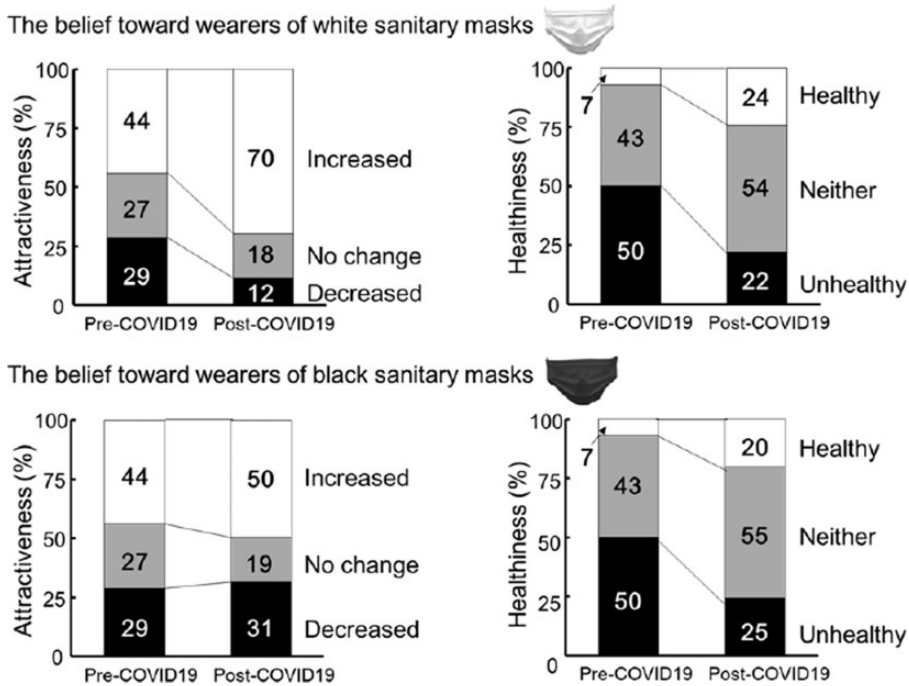 The belief toward wearers of white sanitary masks
Attractiveness (%)
100
75
50
25
0
44
27
29
70
18
12
Increased
No change
Decreased
Pre-COVID19 Post-COVID19
Healthiness (%)
100
75
50
25
0
7
43
50
24
54
22
Healthy
Neither
Unhealthy
Pre-COVID19 Post-COVID19
The belief toward wearers of black sanitary masks
Attractiveness (%)
100
75
50
25
0
44
27
29
50
19
31
Increased
No change
Decreased
Pre-COVID19 Post-COVID19
Healthiness (%)
100
75
50
25
0
7
43
50
20
55
25
Healthy
Neither
Unhealthy
Pre-COVID19 Post-COVID19